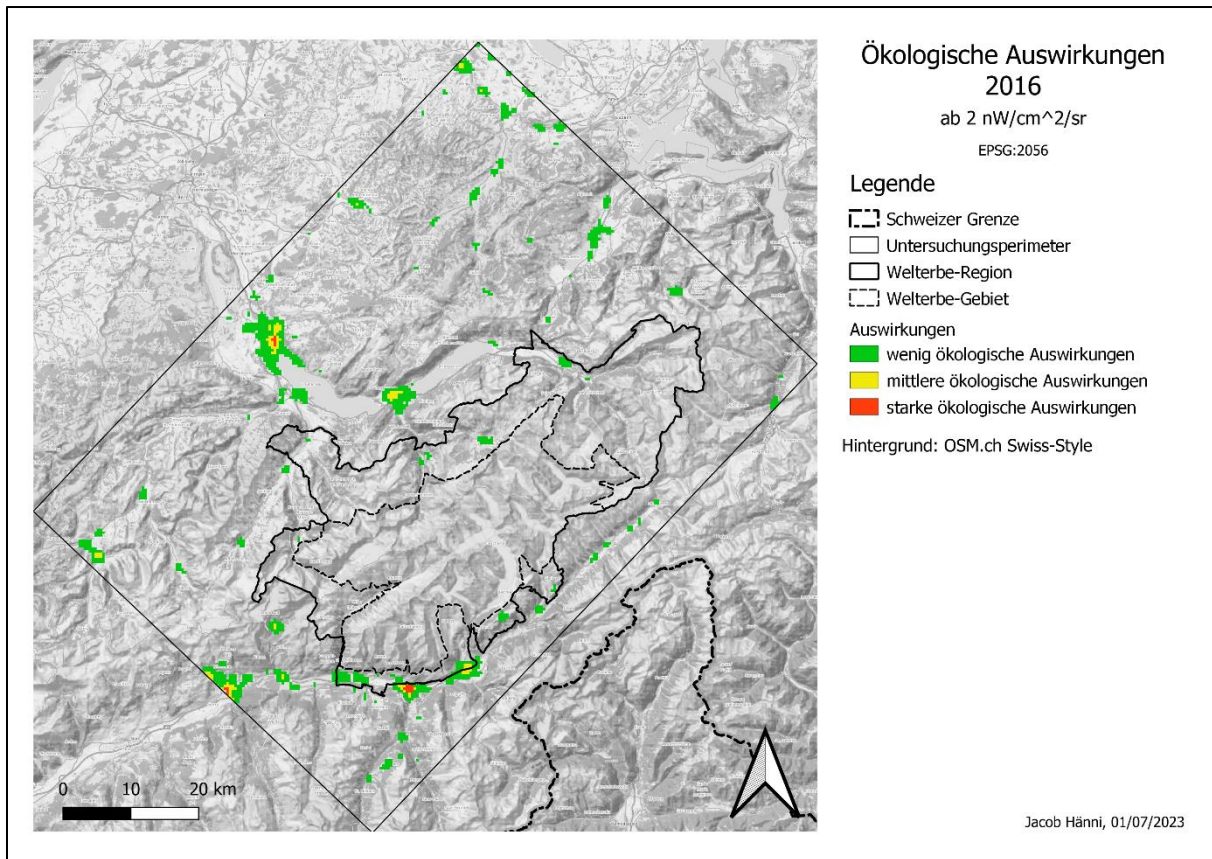 Ökologische Auswirkungen
2016
ab 2 nW/cm^2/sr
EPSG:2056
Legende
Schweizer Grenze
Untersuchungsperimeter
Welterbe-Region
Welterbe-Gebiet
Auswirkungen
wenig ökologische Auswirkungen
mittlere ökologische Auswirkungen
starke ökologische Auswirkungen
Hintergrund: OSM.ch Swiss-Style
0 10 20 km
Jacob Hänni, 01/07/2023